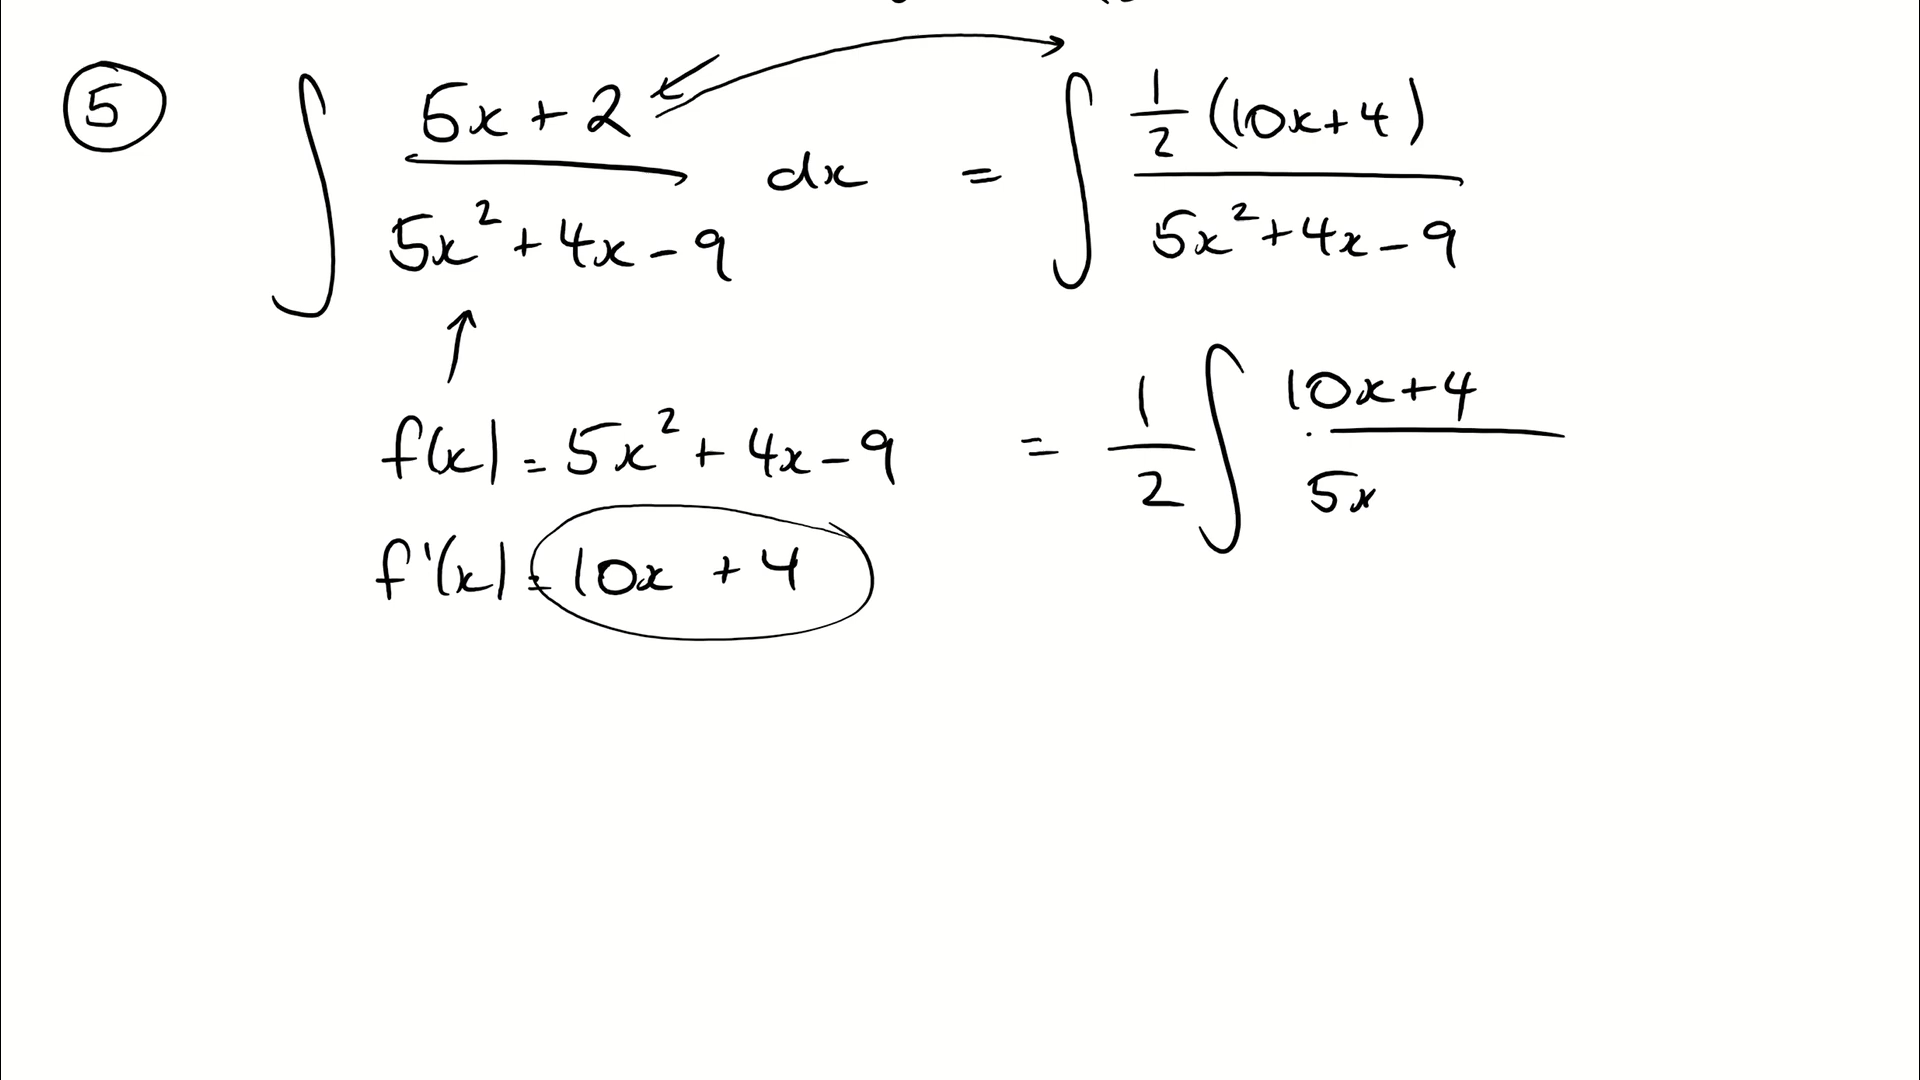 ⑤ ∫ (5x + 2)/(5x² + 4x - 9) dx = ∫ (1/2 (10x + 4))/(5x² + 4x - 9)
= 1/2 ∫ (10x + 4)/(5x
f(x) = 5x² + 4x - 9
f'(x) = 10x + 4